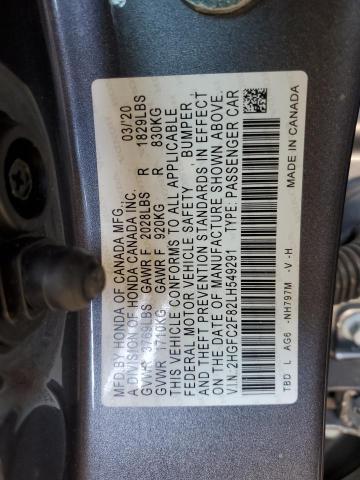 MFD.BY HONDA OF CANADA MFG., 03/20
A DIVISION OF HONDA CANADA INC.
GVWR 3759LBS GAWR F 2028LBS R 1829LBS
GVWR 1710KG GAWR F 920KG R 830KG
THIS VEHICLE CONFORMS TO ALL APPLICABLE
FEDERAL MOTOR VEHICLE SAFETY, BUMPER,
AND THEFT PREVENTION STANDARDS IN EFFECT
ON THE DATE OF MANUFACTURE SHOWN ABOVE.
V.I.N: 2HGFC2F82LH549291 TYPE: PASSENGER CAR
TBD L AG6 -NH797M -V -H MADE IN CANADA